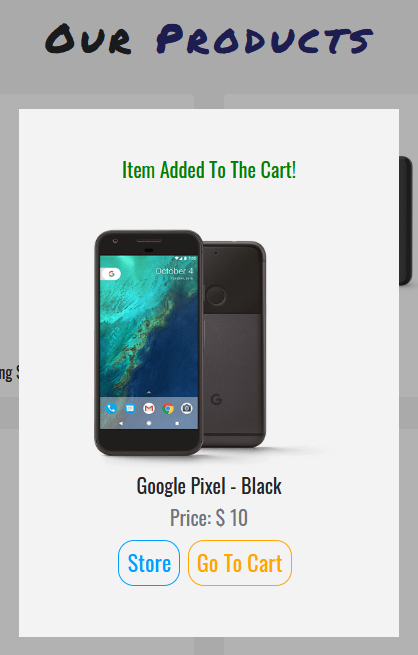 Our Products
Item Added To The Cart!
October 4
ng S
Google Pixel - Black
Price: $ 10
Store
Go To Cart